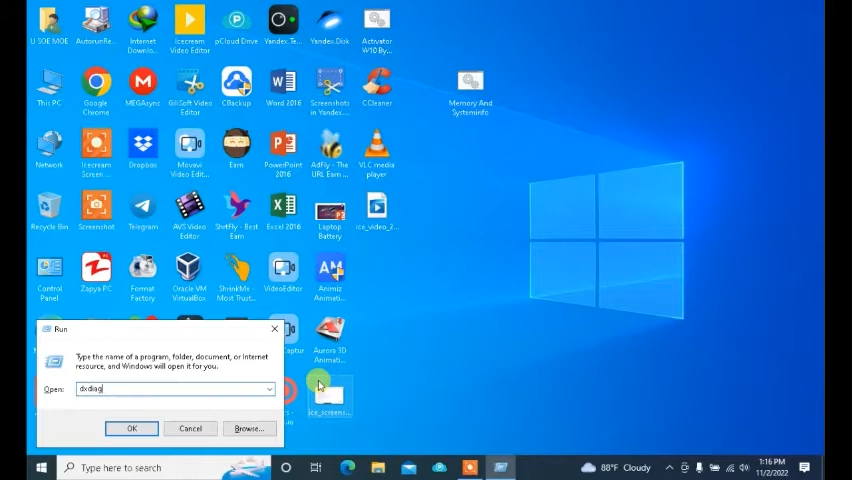 U SOE MOE
AutorunRe...
Internet
Downlo...
Icecream
Video Editor
pCloud Drive
Yandex.Te...
Yandex.Disk
Activator
W10 By...
This PC
Google
Chrome
MEGAsync
GiliSoft Video
Editor
CBackup
Word 2016
Screenshots
in Yandex...
CCleaner
Memory And
Systeminfo
Network
Icecream
Screen ...
Dropbox
Movavi
Video Edit...
Earn
PowerPoint
2016
AdFly - The
URL Earn ...
VLC media
player
Recycle Bin
Screenshot
Telegram
AVS Video
Editor
ShrtFly - Best
Earn
Excel 2016
Laptop
Battery
ice_video_2...
Control
Panel
Zapya PC
Format
Factory
Oracle VM
VirtualBox
ShrinkMe -
Most Trust...
VideoEditor
Animiz
Animati...
Aurora 3D
Animati...
ice_screens...
Run
Type the name of a program, folder, document, or Internet
resource, and Windows will open it for you.
Open: dxdiag
OK Cancel Browse...
Type here to search
88°F Cloudy
1:16 PM
11/2/2022